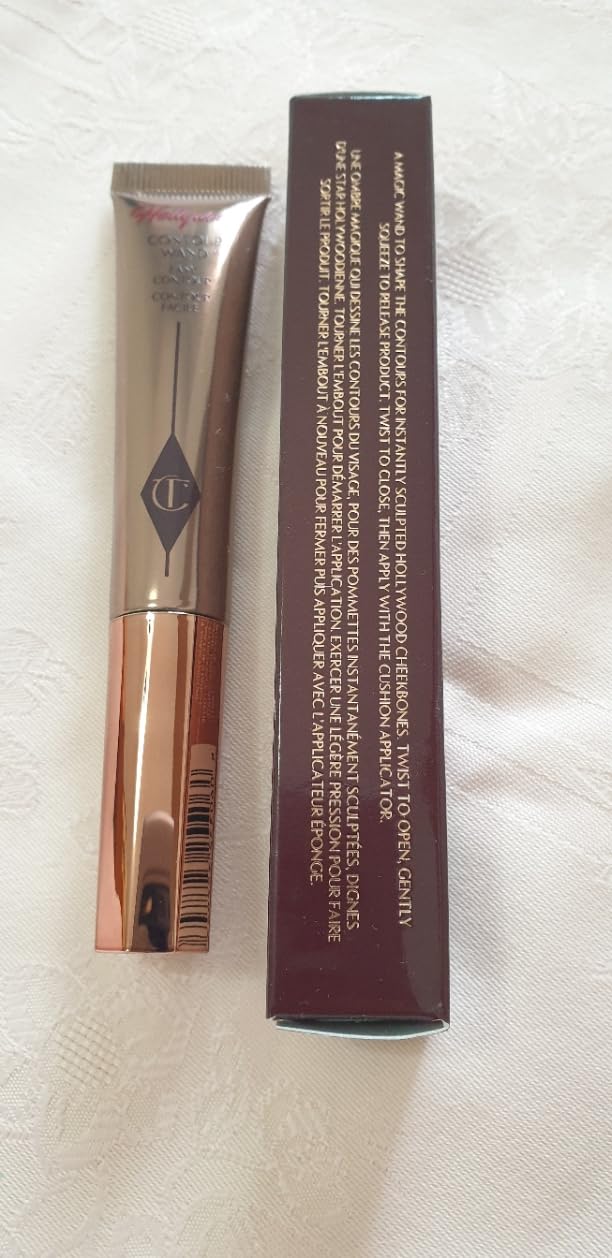 Hollywood
CONTOUR
WAND
EASY
CONTOUR
CONTOUR
FACILE
CT
A MAGIC WAND TO SHAPE THE CONTOURS FOR INSTANTLY SCULPTED HOLLYWOOD CHEEKBONES. TWIST TO OPEN, GENTLY
SQUEEZE TO RELEASE PRODUCT. TWIST TO CLOSE, THEN APPLY WITH THE CUSHION APPLICATOR.
UNE OMBRE MAGIQUE QUI DESSINE LES CONTOURS DU VISAGE, POUR DES POMMETTES INSTANTANÉMENT SCULPTÉES, DIGNES
D'UNE STAR HOLYWOODIENNE. TOURNER L'EMBOUT POUR DÉMARRER L'APPLICATION. EXERCER UNE LÉGÈRE PRESSION POUR FAIRE
SORTIR LE PRODUIT. TOURNER L'EMBOUT À NOUVEAU POUR FERMER PUIS APPLIQUER AVEC L'APPLICATEUR ÉPONGE.